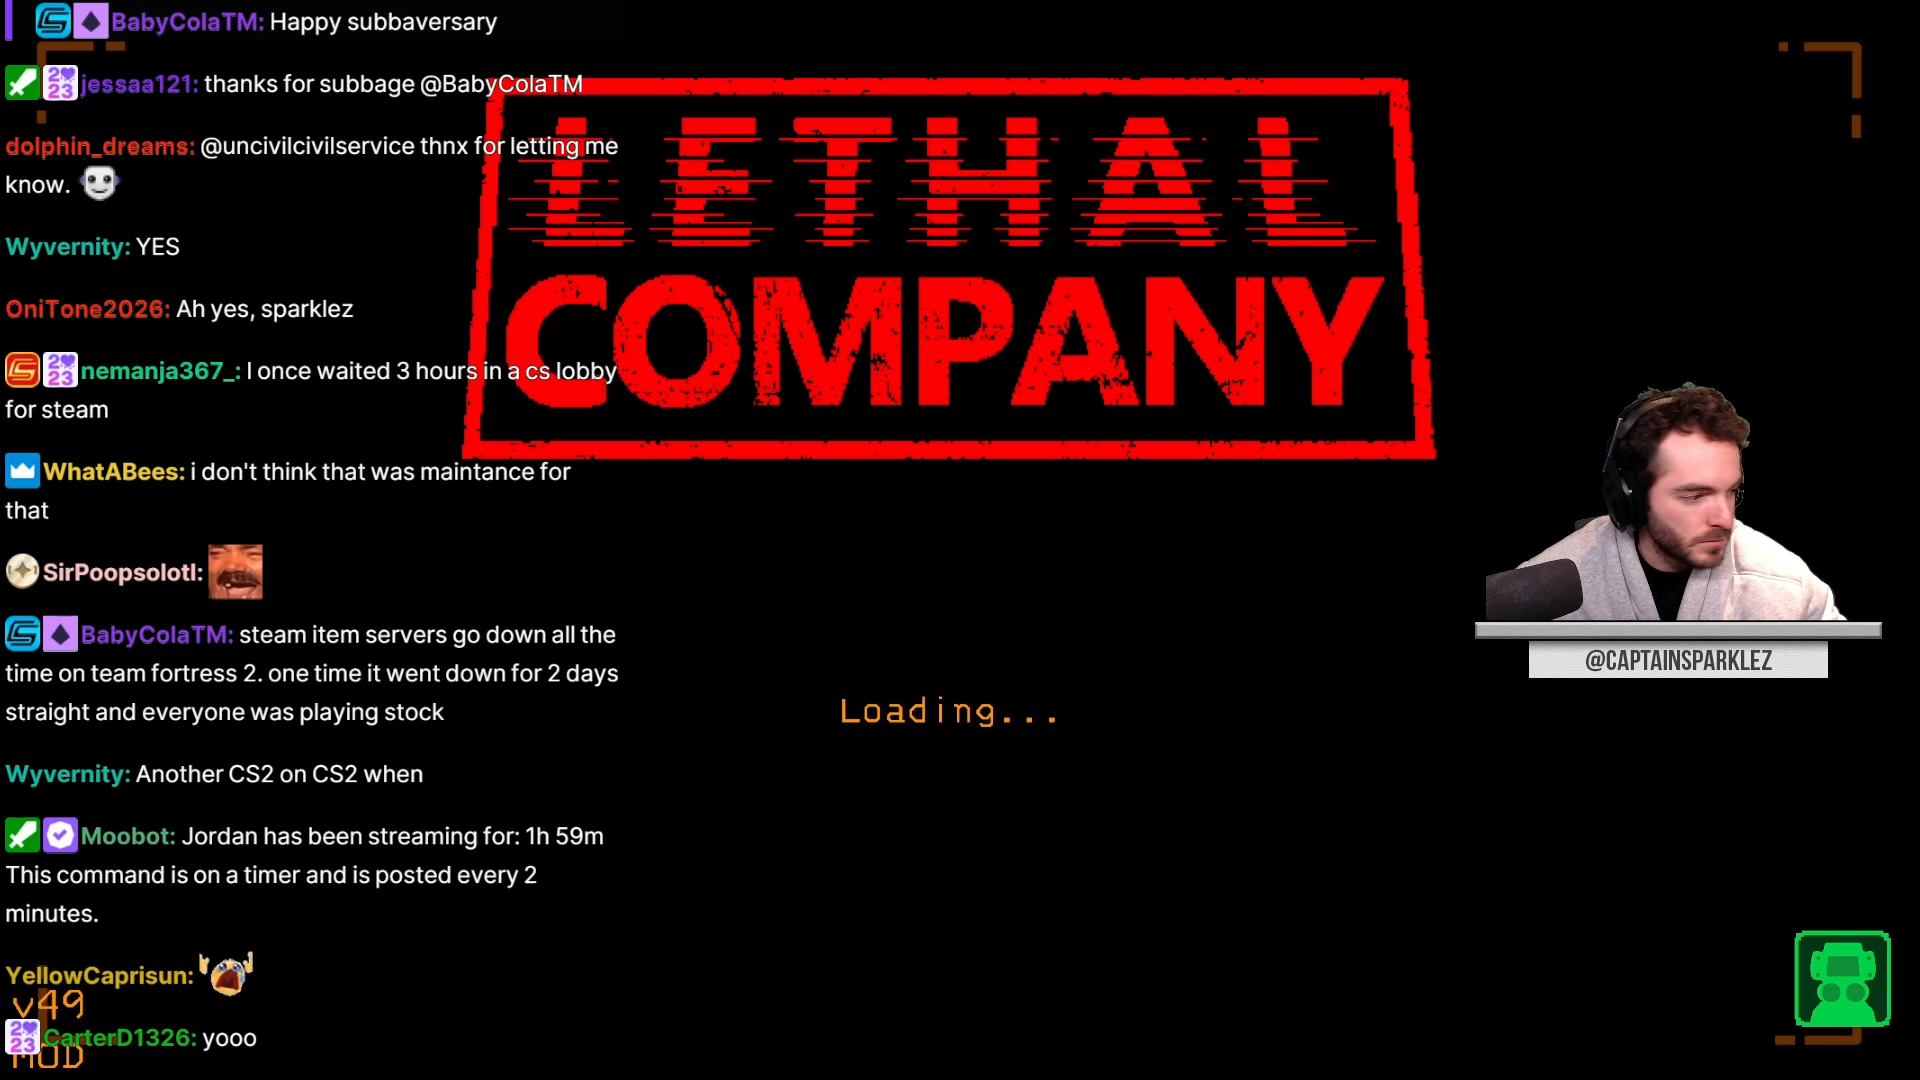 BabyColaTM: Happy subbaversary
jessaa121: thanks for subbage @BabyColaTM
dolphin_dreams: @uncivilcivilservice thnx for letting me
know.
Wyvernity: YES
OniTone2026: Ah yes, sparklez
nemanja367_: I once waited 3 hours in a cs lobby
for steam
WhatABees: i don't think that was maintance for
that
SirPoopsolotl:
BabyColaTM: steam item servers go down all the
time on team fortress 2. one time it went down for 2 days
straight and everyone was playing stock
Wyvernity: Another CS2 on CS2 when
Moobot: Jordan has been streaming for: 1h 59m
This command is on a timer and is posted every 2
minutes.
YellowCaprisun:
v49
CarterD1326: yooo
MOD
LETHAL
COMPANY
Loading...
@CAPTAINSPARKLEZ